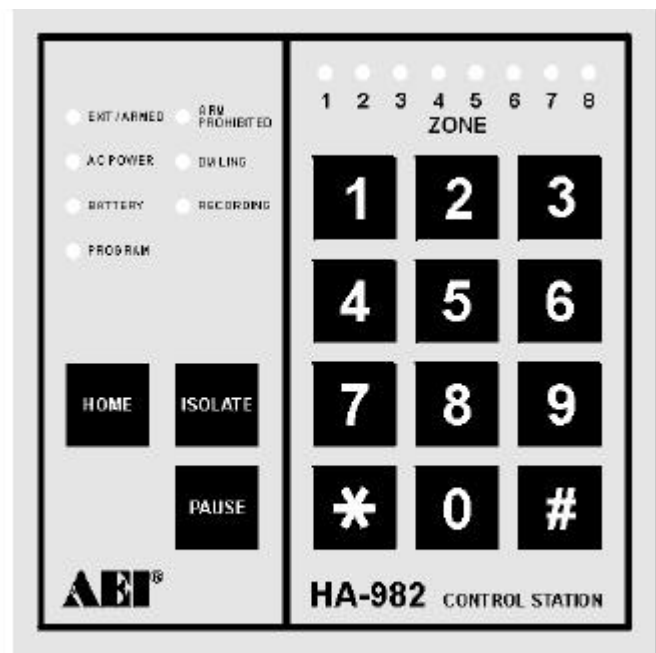 EXIT/ARMED
ARM
PROHIBITED
AC POWER
DIALING
BATTERY
RECORDING
PROGRAM
HOME
ISOLATE
PAUSE
AEI®
1 2 3 4 5 6 7 8
ZONE
1 2 3
4 5 6
7 8 9
* 0 #
HA-982 CONTROL STATION